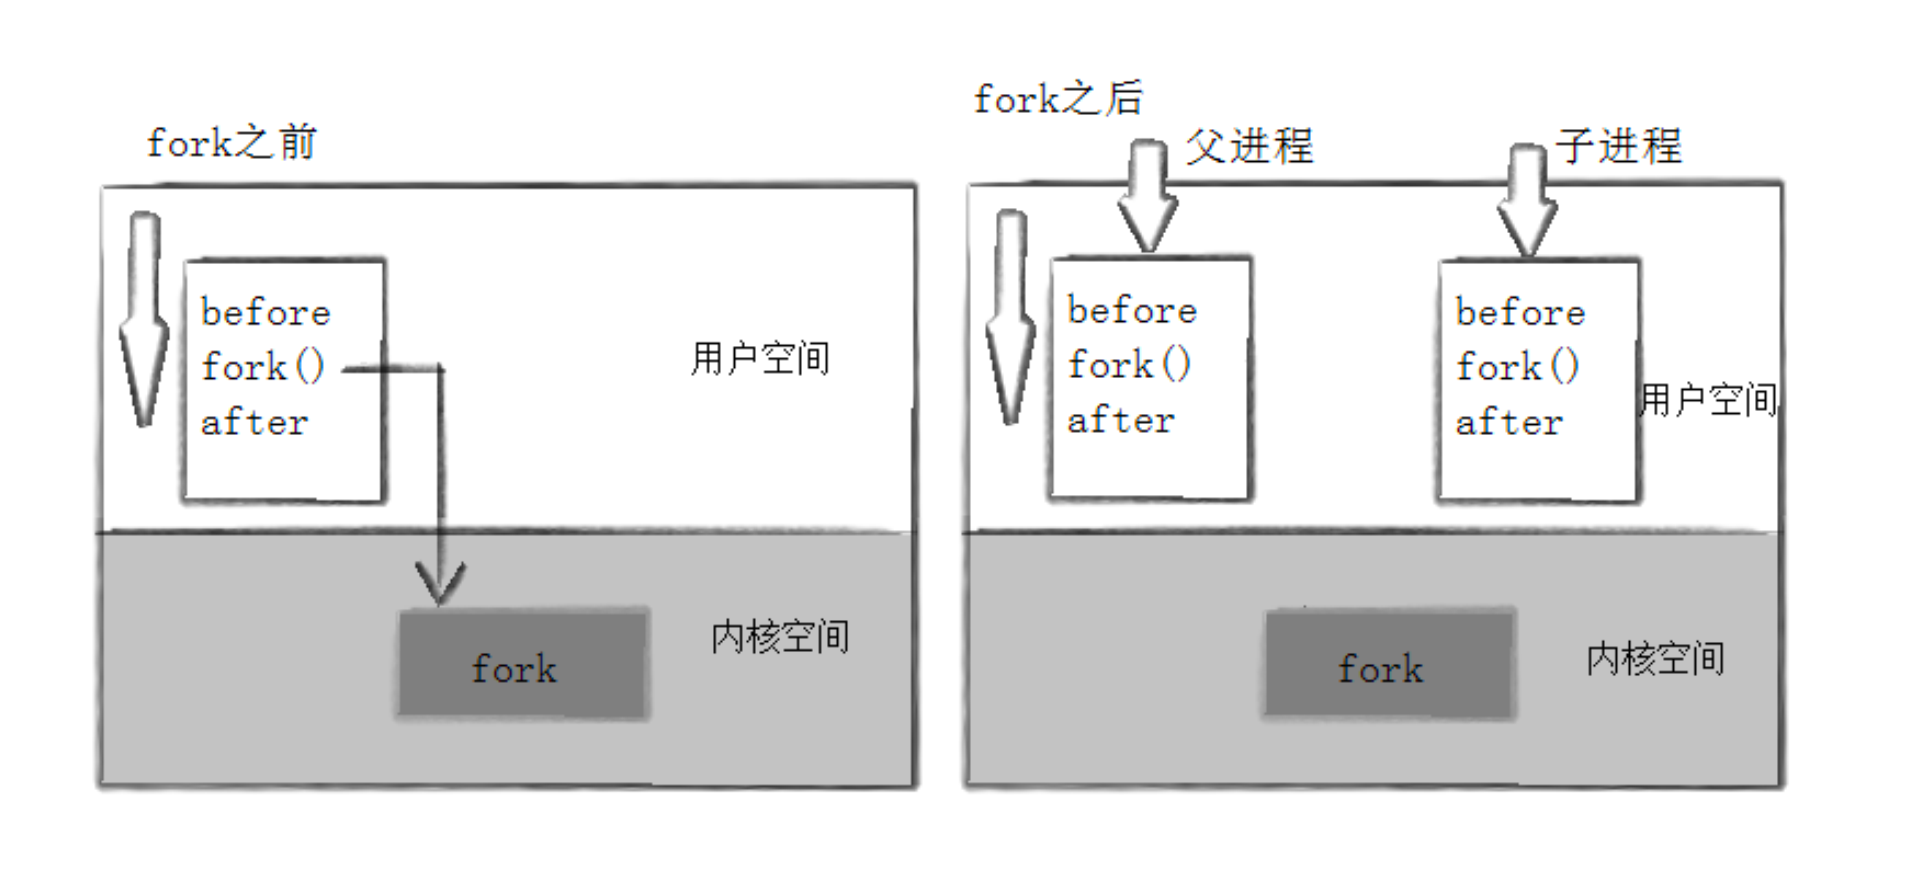 fork之前
before
fork()
after
用户空间
内核空间
fork
fork之后
父进程
子进程
before
fork()
after
before
fork()
after
用户空间
内核空间
fork